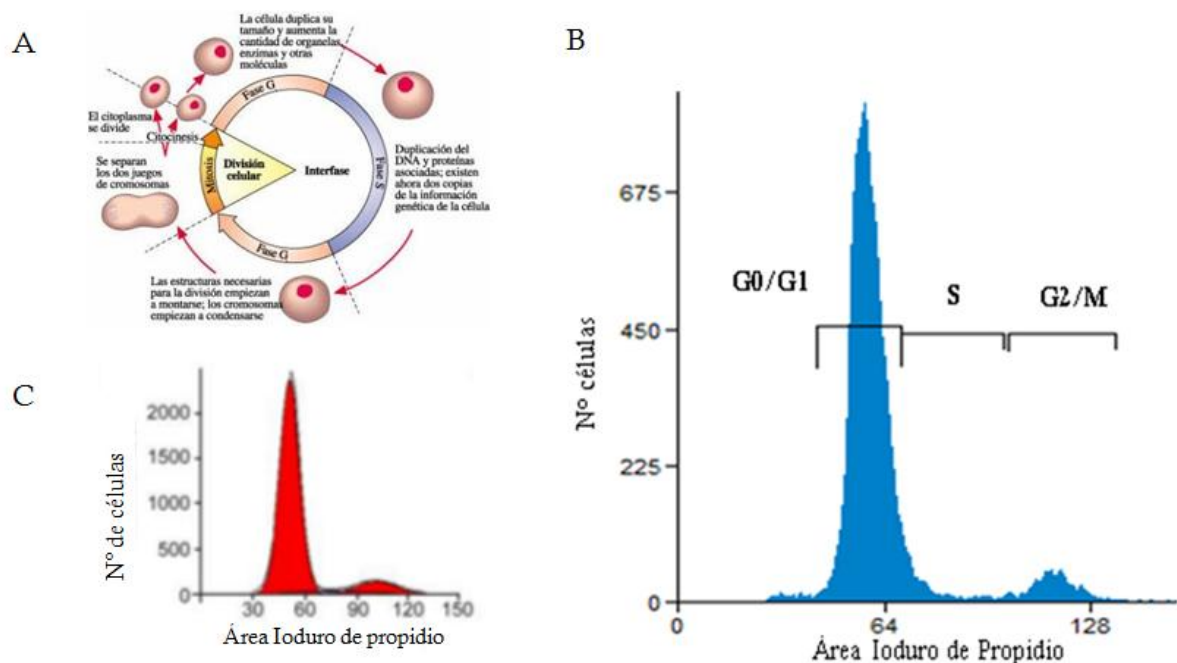 A
La célula duplica su
tamaño y aumenta la
cantidad de organelas
enzimas y otras
moléculas
Fase G
El citoplasma
se divide
Citocinesis
Se separan
los dos juegos
de cromosomas
Mitosis
División
celular
Interfase
Fase S
Duplicación del
DNA y proteínas
asociadas; existen
ahora dos copias
de la información
genética de la célula
Fase G
Las estructuras necesarias
para la división empiezan
a montarse; los cromosomas
empiezan a condensarse
B
675
450
225
0
G0/G1
S
G2/M
Nº células
0
64
128
Área Ioduro de Propidio
C
2000
1500
1000
500
0
N° de células
30
60
90
120
150
Área Ioduro de propidio